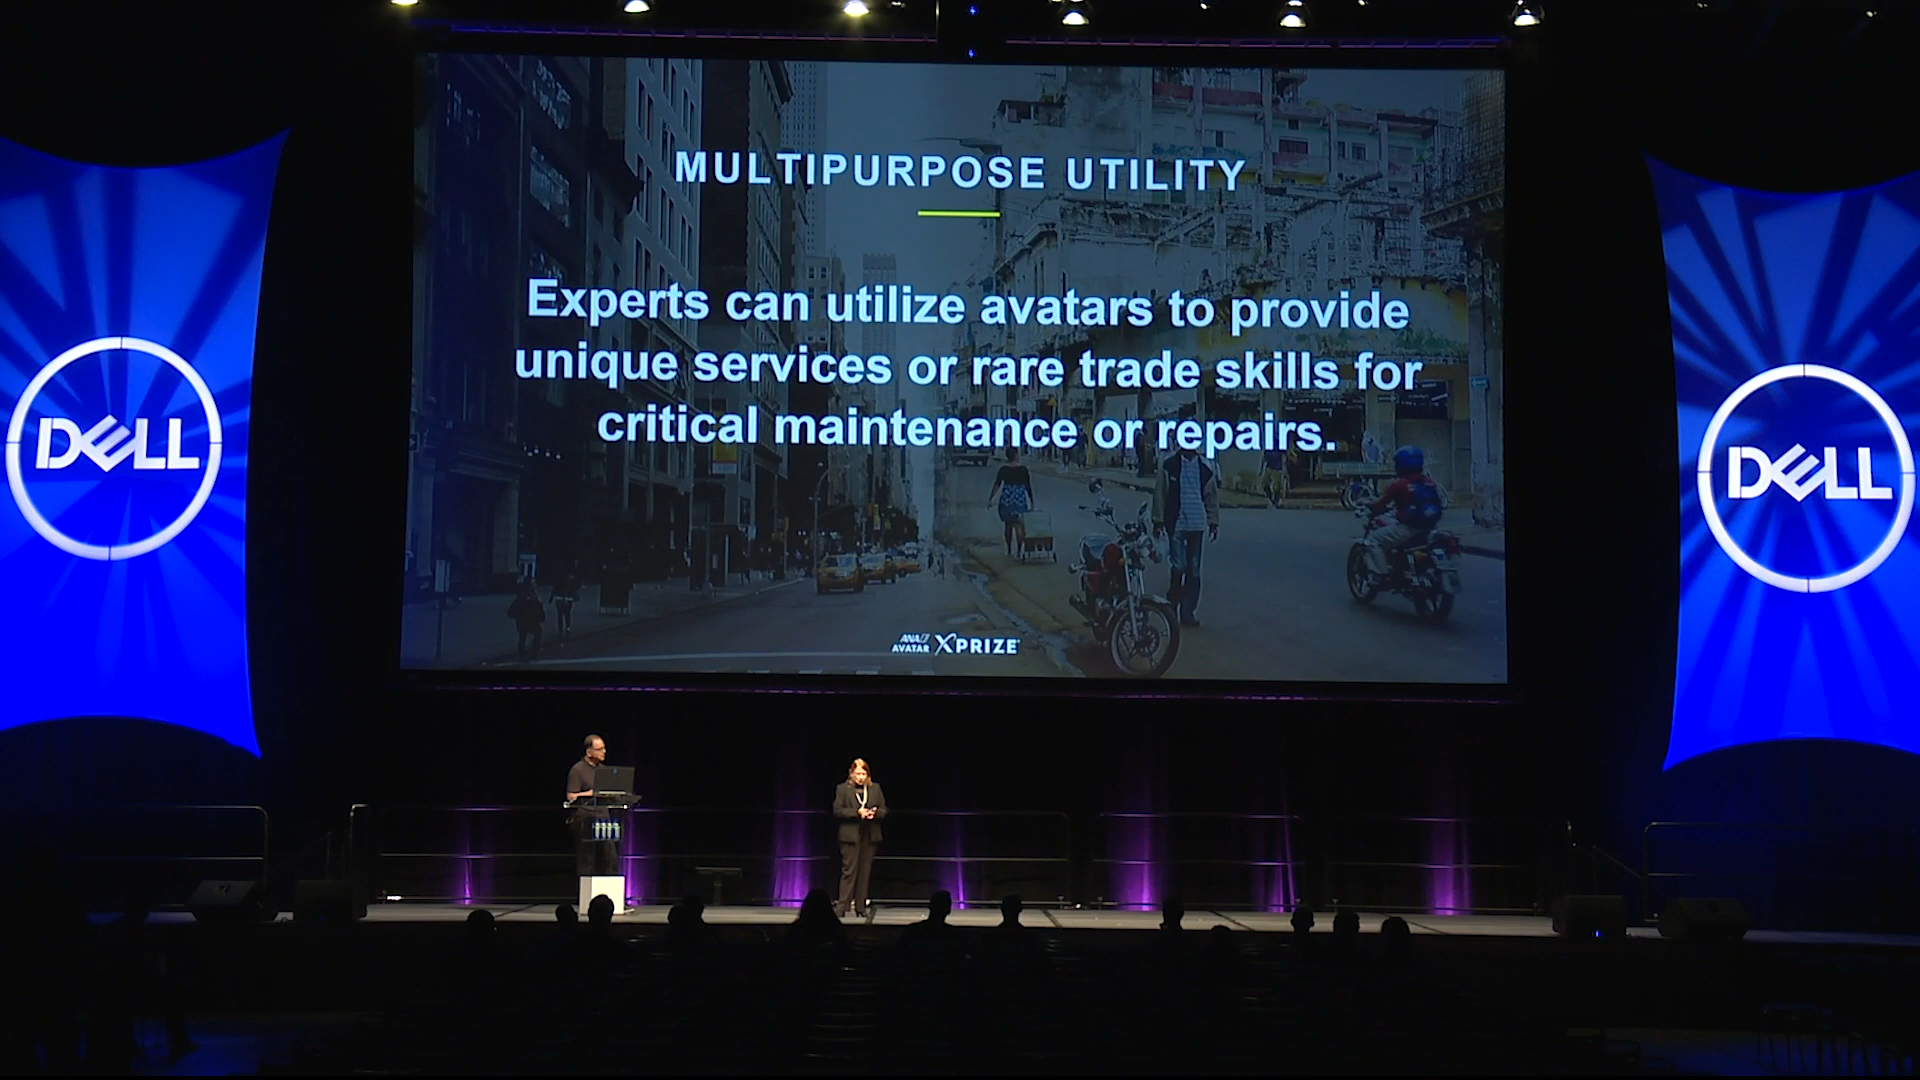 MULTIPURPOSE UTILITY
Experts can utilize avatars to provide
unique services or rare trade skills for
critical maintenance or repairs.
DELL
DELL
ANA
AVATAR XPRIZE